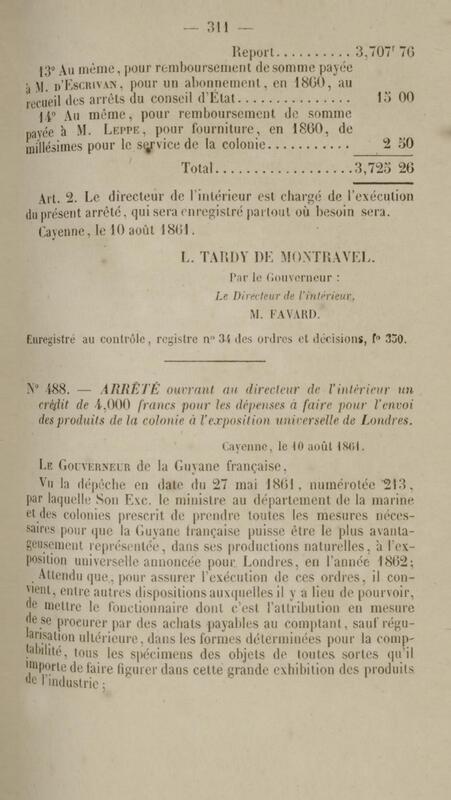 — 311 —
Report.......... 3,707f 76
13° Au même, pour remboursement de somme payée
à M. D'ESCRIVAN, pour un abonnement, en 1860, au
recueil des arrêts du conseil d'État............... 15 00
14° Au même, pour remboursement de somme
payée à M. LEPPE, pour fourniture, en 1860, de
millésimes pour le service de la colonie........... 2 50
Total.................. 3,725 26
Art. 2. Le directeur de l'intérieur est chargé de l'exécution
du présent arrêté, qui sera enregistré partout où besoin sera.
Cayenne, le 10 août 1861.
L. TARDY DE MONTRAVEL.
Par le Gouverneur :
Le Directeur de l'intérieur,
M. FAVARD.
Enregistré au contrôle, registre n° 34 des ordres et décisions, f° 350.
N° 488. — ARRÊTÉ ouvrant au directeur de l'intérieur un
crédit de 4,000 francs pour les dépenses à faire pour l'envoi
des produits de la colonie à l'exposition universelle de Londres.
Cayenne, le 10 août 1861.
LE GOUVERNEUR de la Guyane française,
Vu la dépêche en date du 27 mai 1861, numérotée 213,
par laquelle Son Exc. le ministre au département de la marine
et des colonies prescrit de prendre toutes les mesures néces-
saires pour que la Guyane française puisse être le plus avanta-
geusement représentée, dans ses productions naturelles, à l'ex-
position universelle annoncée pour Londres, en l'année 1862;
Attendu que, pour assurer l'exécution de ces ordres, il con-
vient, entre autres dispositions auxquelles il y a lieu de pourvoir,
de mettre le fonctionnaire dont c'est l'attribution en mesure
de se procurer par des achats payables au comptant, sauf régu-
larisation ultérieure, dans les formes déterminées pour la comp-
tabilité, tous les spécimens des objets de toutes sortes qu'il
importe de faire figurer dans cette grande exhibition des produits
de l'industrie;